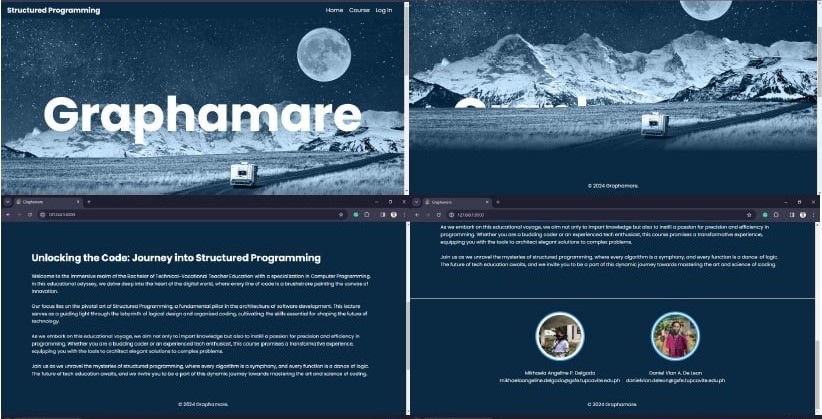 Structured Programming
Home Course Log In
Graphamare
© 2024 Graphamare.
Graphamare
127.0.0.1:5000
Unlocking the Code: Journey into Structured Programming
Welcome to the immersive realm of the Bachelor of Technical-Vocational Teacher Education with a specialization in Computer Programming.
In this educational odyssey, we delve deep into the heart of the digital world, where every line of code is a brushstroke painting the canvas of
innovation.
Our focus lies on the pivotal art of Structured Programming, a fundamental pillar in the architecture of software development. This lecture
serves as a guiding light through the labyrinth of logical design and organized coding, cultivating the skills essential for shaping the future of
technology.
As we embark on this educational voyage, we aim not only to impart knowledge but also to instill a passion for precision and efficiency in
programming. Whether you are a budding coder or an experienced tech enthusiast, this course promises a transformative experience,
equipping you with the tools to architect elegant solutions to complex problems.
Join us as we unravel the mysteries of structured programming, where every algorithm is a symphony, and every function is a dance of logic.
The future of tech education awaits, and we invite you to be a part of this dynamic journey towards mastering the art and science of coding.
© 2024 Graphamare.
Graphamare
127.0.0.1:5000
As we embark on this educational voyage, we aim not only to impart knowledge but also to instill a passion for precision and efficiency in
programming. Whether you are a budding coder or an experienced tech enthusiast, this course promises a transformative experience,
equipping you with the tools to architect elegant solutions to complex problems.
Join us as we unravel the mysteries of structured programming, where every algorithm is a symphony, and every function is a dance of logic.
The future of tech education awaits, and we invite you to be a part of this dynamic journey towards mastering the art and science of coding.
Mikhaela Angeline P. Delgado
mikhaelaangeline.delgado@gsfe.tupcavite.edu.ph
Daniel Vian A. De Leon
danielvian.deleon@gsfe.tupcavite.edu.ph
© 2024 Graphamare.